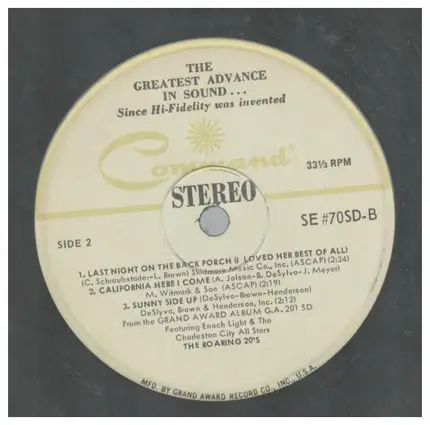 THE
GREATEST ADVANCE
IN SOUND...
Since Hi-Fidelity was invented
Command®
33⅓ RPM
STEREO
SE #70SD-B
SIDE 2
1. LAST NIGHT ON THE BACK PORCH (I LOVED HER BEST OF ALL)
(C. Schraubstader-L. Brown) Skidmore Music Co., Inc. (ASCAP) (2:34)
2. CALIFORNIA HERE I COME (A. Jolson-B. DeSylva-J. Meyer)
M. Witmark & Son (ASCAP) (2:19)
3. SUNNY SIDE UP (DeSylva-Brown-Henderson)
DeSylva, Brown & Henderson, Inc. (2:12)
From the GRAND AWARD ALBUM G.A. 201 SD
Featuring Enoch Light & The
Charleston City All Stars
THE ROARING 20'S
MFD. BY GRAND AWARD RECORD CO., INC., U.S.A.